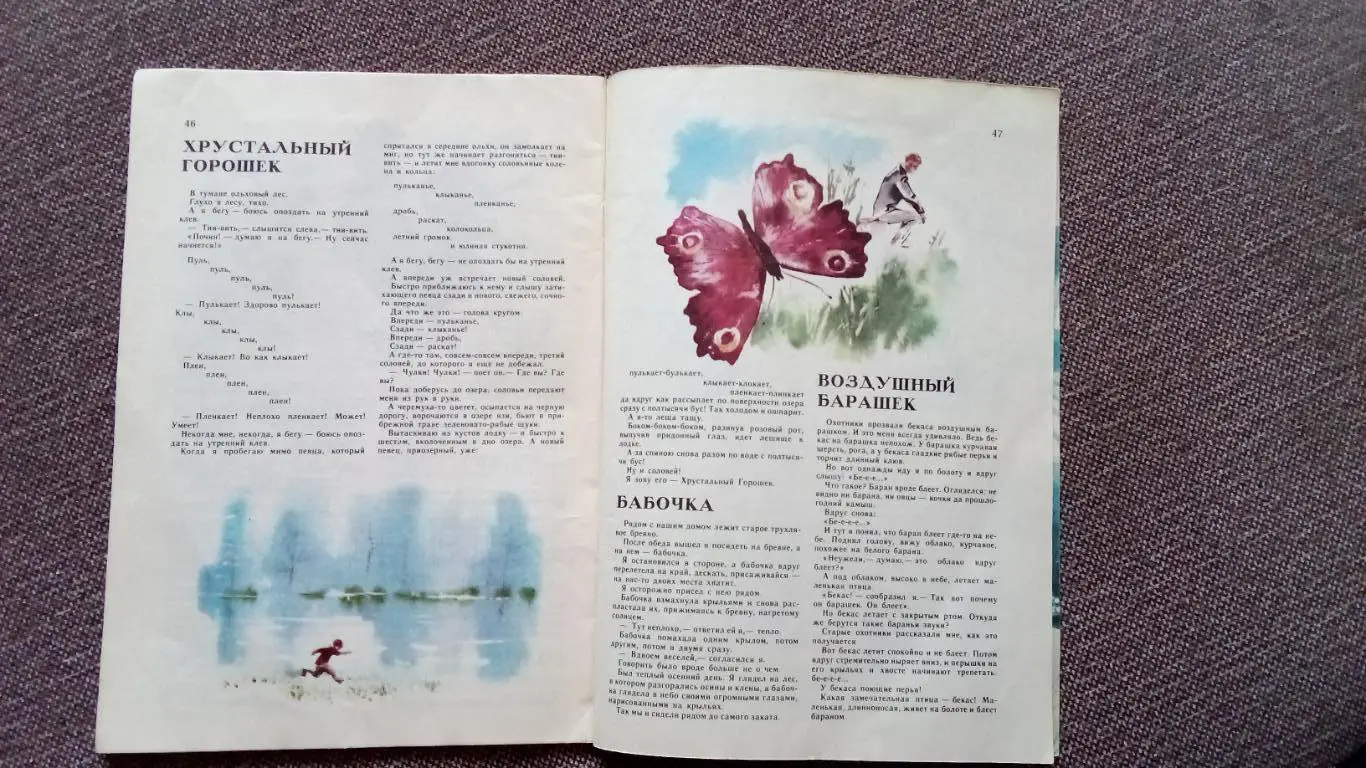 46
ХРУСТАЛЬНЫЙ
ГОРОШЕК
В тумане ольховый лес.
Глухо в лесу, тихо.
А я бегу — боюсь опоздать на утренний
клев.
— Тии-вить,— слышится слева,— тии-вить.
«Почин! — думаю я на бегу.— Ну сейчас
начнется!»
Пуль,
пуль,
пуль,
пуль,
пуль!
— Пулькает! Здорово пулькает!
Клы,
клы,
клы,
клы!
— Клыкает! Во как клыкает!
Плен,
плен,
плен,
плен,
плен!
— Пленкает! Неплохо пленкает! Может!
Умеет!
Некогда мне, некогда, я бегу — боюсь опоз-
дать на утренний клев.
Когда я пробегаю мимо певца, который
спрятался в середине ольхи, он замолкает на
миг, но тут же начинает разгоняться — тии-
вить — и летят мне вдогонку соловьиные коле-
на и кольца:
пульканье,
клыканье,
пленканье,
дробь,
раскат,
колокольца,
летний громок
и юлиная стукотня.
А я бегу, бегу — не опоздать бы на утренний
клев.
А впереди уж встречает новый соловей.
Быстро приближаюсь к нему и слышу зати-
хающего певца сзади и нового, свежего, сочно-
го впереди.
Да что же это — голова кругом.
Впереди — пульканье,
Сзади — клыканье!
Впереди — дробь,
Сзади — раскат!
А где-то там, совсем-совсем впереди, третий
соловей, до которого я еще не добежал.
— Чулки! Чулки! — поет он.— Где вы? Где
вы?
Пока доберусь до озера, соловьи передают
меня из рук в руки.
А черемуха-то цветет, осыпается на черную
дорогу, ворочаются в озере язи, бьют в при-
брежной траве зеленовато-рябые щуки.
Вытаскиваю из кустов лодку — и быстро к
шестам, вколоченным в дно озера. А новый
певец, приозерный, уже
47
пулькает-булькает,
клыкает-клокает,
пленкает-плинкает
да вдруг как рассыплет по поверхности озера
сразу с полтысячи бус! Так холодом и ошпарит.
А я-то леща тащу.
Боком-боком-боком, разинув розовый рот,
выпучив придонный глаз, идет лещище к
лодке.
А за спиною снова разом по воде с полтыся-
чи бус!
Ну и соловей!
Я зову его — Хрустальный Горошек.
БАБОЧКА
Рядом с нашим домом лежит старое трухля-
вое бревно.
После обеда вышел я посидеть на бревне, а
на нем — бабочка.
Я остановился в стороне, а бабочка вдруг
перелетела на край, дескать, присаживайся —
на нас-то двоих места хватит.
Я осторожно присел с нею рядом.
Бабочка взмахнула крыльями и снова рас-
пластала их, прижимаясь к бревну, нагретому
солнцем.
— Тут неплохо,— ответил ей я,— тепло.
Бабочка помахала одним крылом, потом
другим, потом и двумя сразу.
— Вдвоем веселей,— согласился я.
Говорить было вроде больше не о чем.
Был теплый осенний день. Я глядел на лес,
в котором разгорались осины и клены, а бабоч-
ка глядела в небо своими огромными глазами,
нарисованными на крыльях.
Так мы и сидели рядом до самого заката.
ВОЗДУШНЫЙ
БАРАШЕК
Охотники прозвали бекаса воздушным ба-
рашком. И это меня всегда удивляло. Ведь бе-
кас на барашка непохож. У барашка курчавая
шерсть, рога, а у бекаса гладкие рябые перья и
торчит длинный клюв.
Но вот однажды иду я по болоту и вдруг
слышу: «Бе-е-е...»
Что такое? Баран вроде блеет. Огляделся: не
видно ни барана, ни овцы — кочки да прошло-
годний камыш.
Вдруг снова:
«Бе-е-е-е...»
И тут я понял, что баран блеет где-то на не-
бе. Поднял голову, вижу облако, курчавое,
похожее на белого барана.
«Неужели,— думаю,— это облако вдруг
блеет?»
А под облаком, высоко в небе, летает ма-
ленькая птица
«Бекас! — сообразил я.— Так вот почему
он барашек. Он блеет».
Но бекас летает с закрытым ртом. Откуда
же берутся такие бараньи звуки?
Старые охотники рассказали мне, как это
получается
Вот бекас летит спокойно и не блеет. Потом
вдруг стремительно ныряет вниз, и перышки на
его крыльях и хвосте начинают трепетать:
бе-е-е-е...
У бекаса поющие перья!
Какая замечательная птица — бекас! Ма-
ленькая, длинноносая, живет на болоте и блеет
бараном.